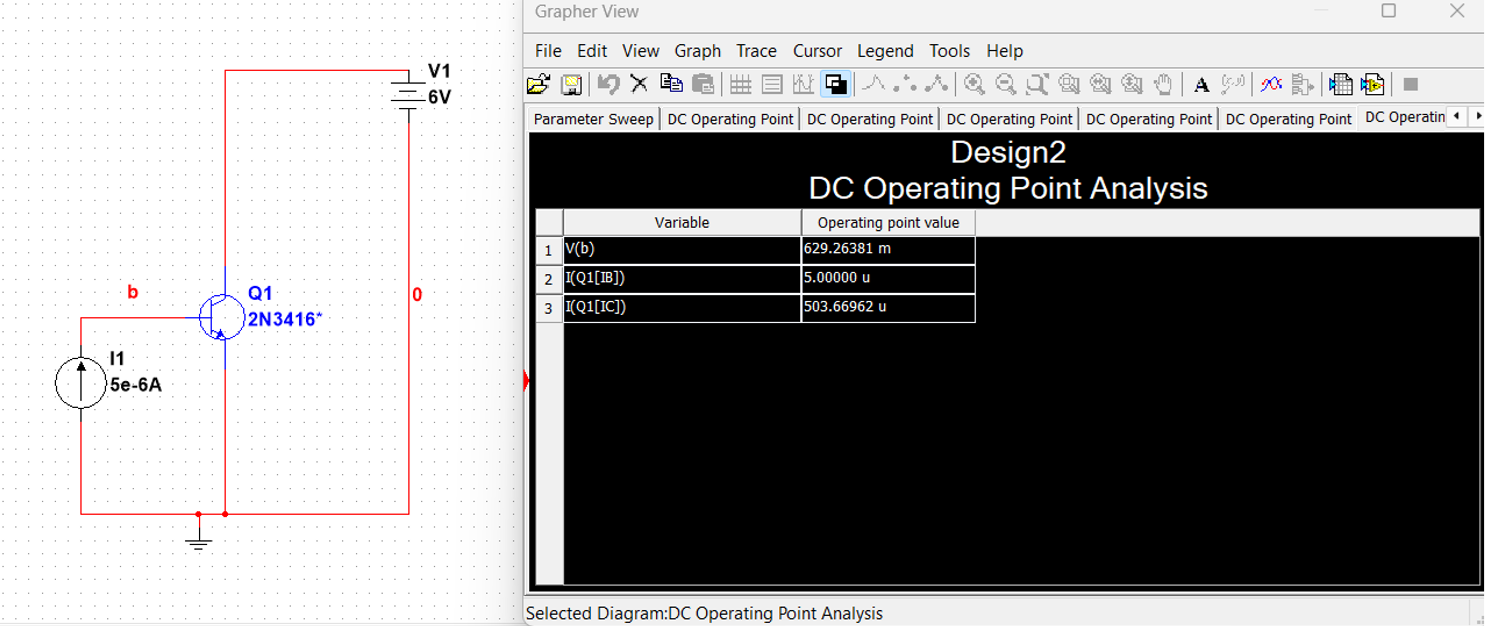 V1
6V
b
Q1
2N3416*
0
I1
5e-6A
Grapher View
File Edit View Graph Trace Cursor Legend Tools Help
A
Parameter Sweep DC Operating Point DC Operating Point DC Operating Point DC Operating Point DC Operating Point DC Operatin
Design2
DC Operating Point Analysis
Variable Operating point value
1 V(b) 629.26381 m
2 I(Q1[IB]) 5.00000 u
3 I(Q1[IC]) 503.66962 u
Selected Diagram:DC Operating Point Analysis